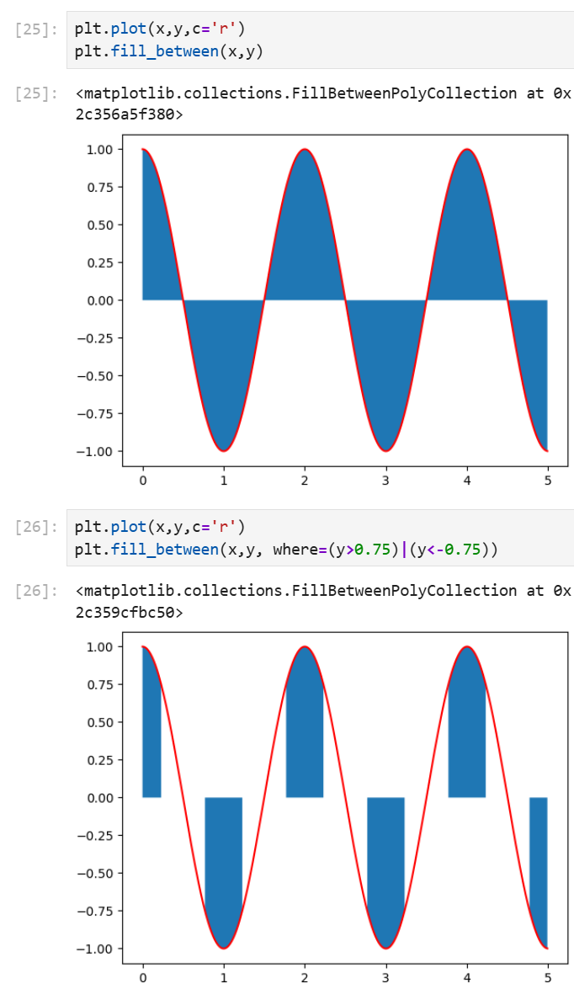 [25]: plt.plot(x,y,c='r')
plt.fill_between(x,y)
[25]: <matplotlib.collections.FillBetweenPolyCollection at 0x
2c356a5f380>
1.00
0.75
0.50
0.25
0.00
−0.25
−0.50
−0.75
−1.00
0 1 2 3 4 5
[26]: plt.plot(x,y,c='r')
plt.fill_between(x,y, where=(y>0.75)|(y<-0.75))
[26]: <matplotlib.collections.FillBetweenPolyCollection at 0x
2c359cfbc50>
1.00
0.75
0.50
0.25
0.00
−0.25
−0.50
−0.75
−1.00
0 1 2 3 4 5